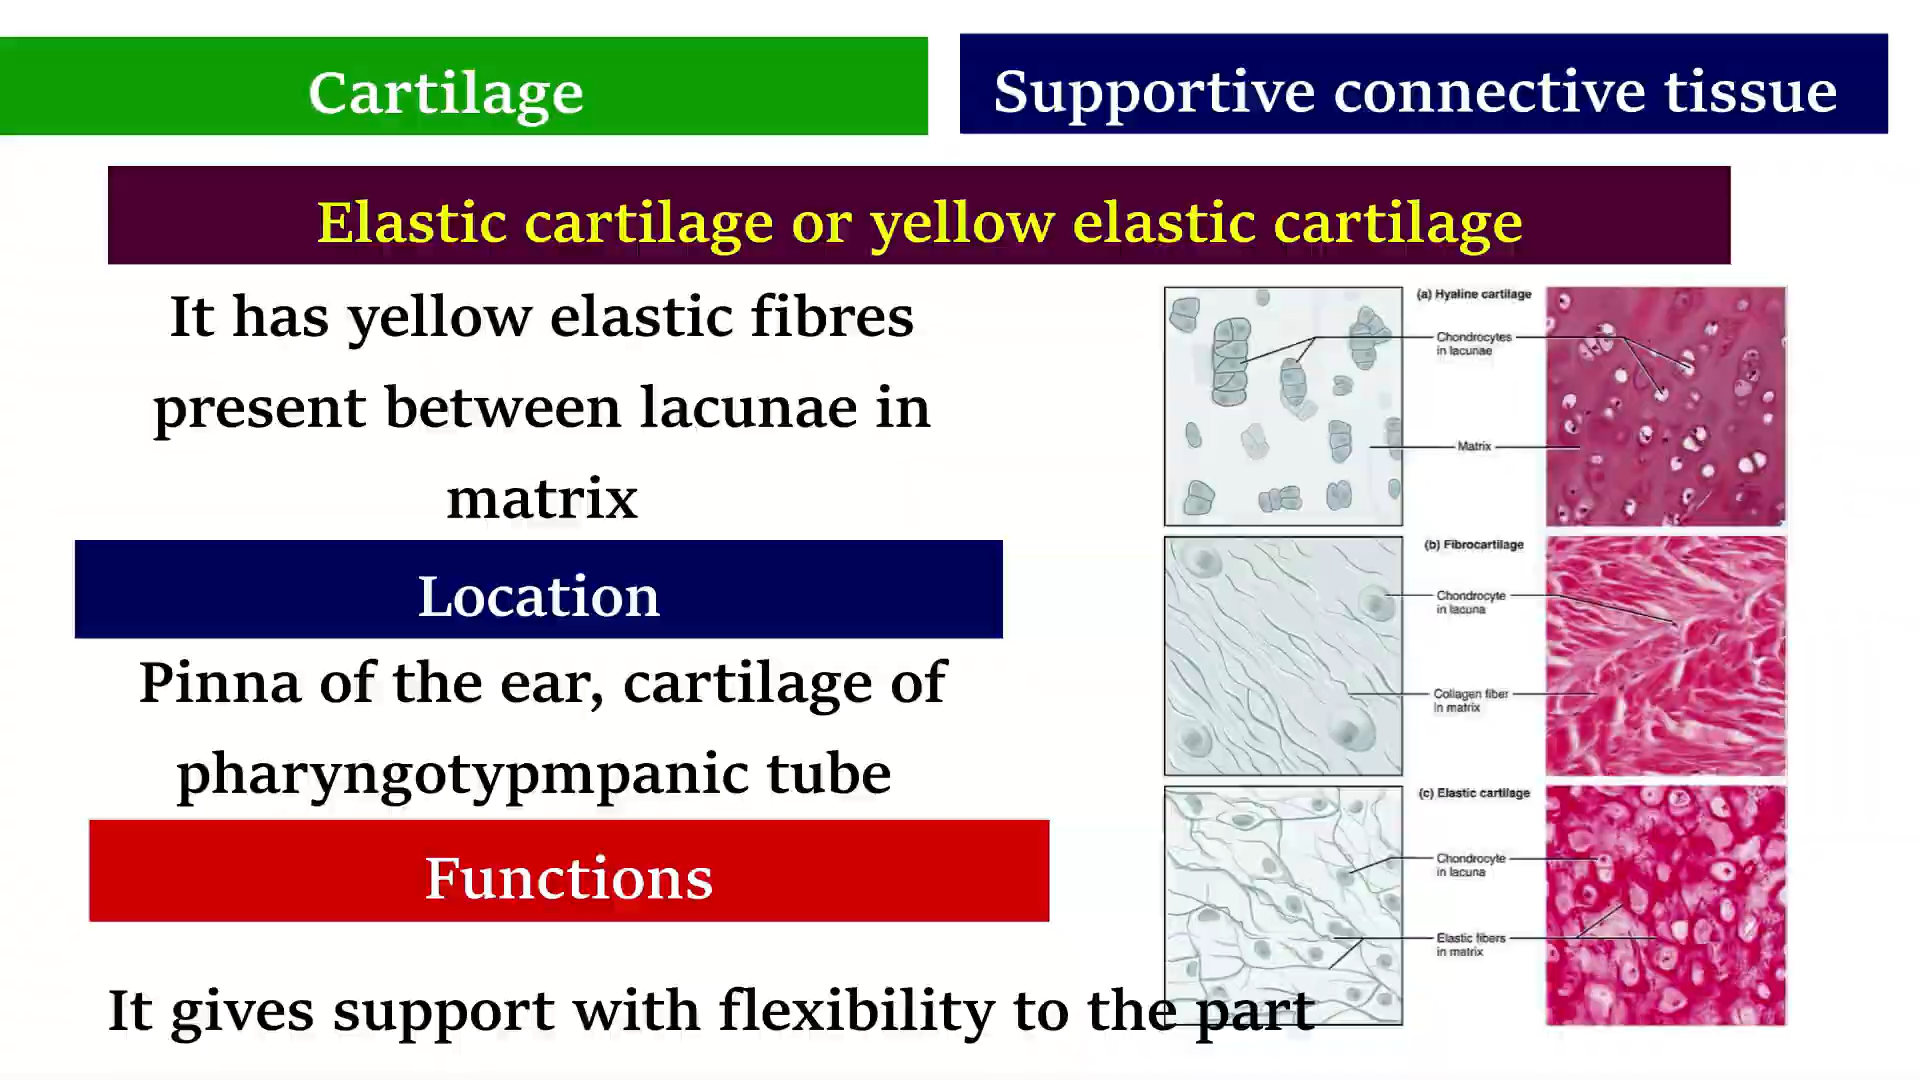 Cartilage
Supportive connective tissue
Elastic cartilage or yellow elastic cartilage
It has yellow elastic fibres
present between lacunae in
matrix
Location
Pinna of the ear, cartilage of
pharyngotypmpanic tube
Functions
It gives support with flexibility to the part
(a) Hyaline cartilage
Chondrocytes
in lacunae
Matrix
(b) Fibrocartilage
Chondrocyte
in lacuna
Collagen fiber
in matrix
(c) Elastic cartilage
Chondrocyte
in lacuna
Elastic fibers
in matrix